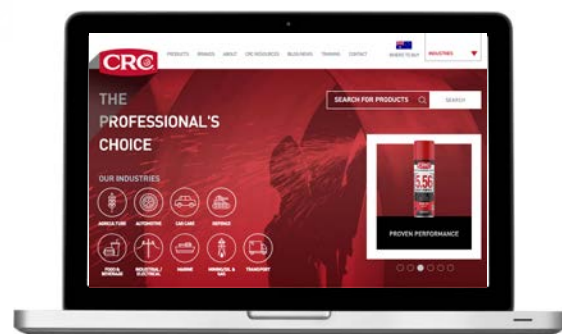 CRC
PRODUCTS BRANDS ABOUT CRC RESOURCES BLOG/NEWS TRAINING CONTACT WHERE TO BUY INDUSTRIES
THE
PROFESSIONAL'S
CHOICE
SEARCH FOR PRODUCTS SEARCH
5.56
PROVEN PERFORMANCE
OUR INDUSTRIES
AGRICULTURE AUTOMOTIVE CAR CARE DEFENCE
FOOD &
BEVERAGE
INDUSTRIAL/
ELECTRICAL
MARINE
MINING/OIL &
GAS
TRANSPORT